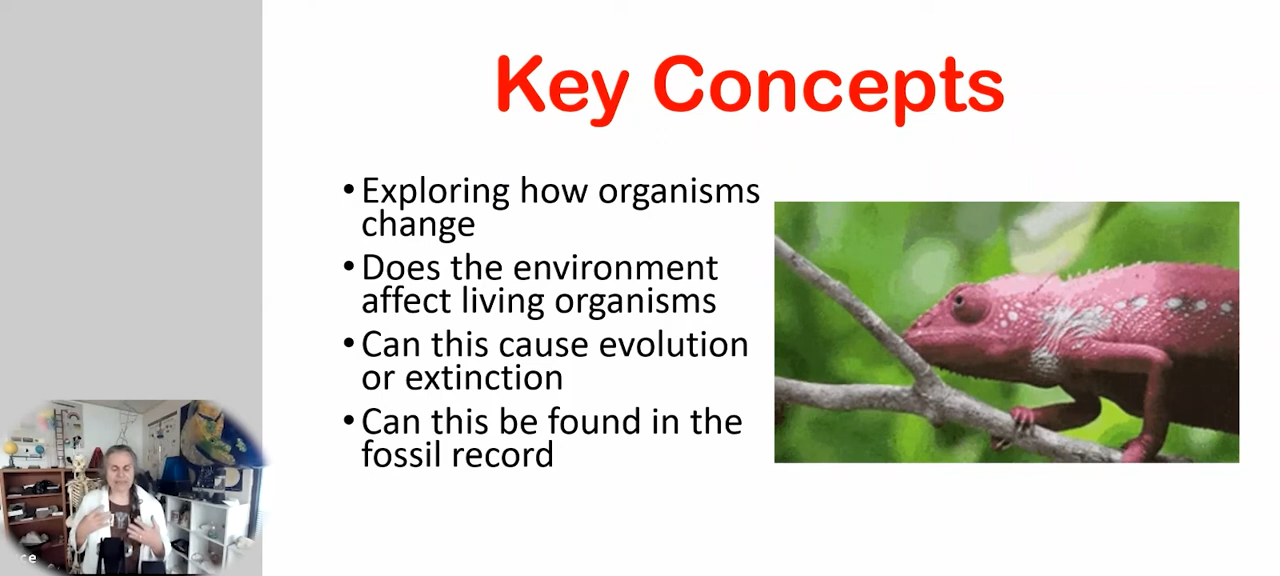 Key Concepts
• Exploring how organisms
change
• Does the environment
affect living organisms
• Can this cause evolution
or extinction
• Can this be found in the
fossil record